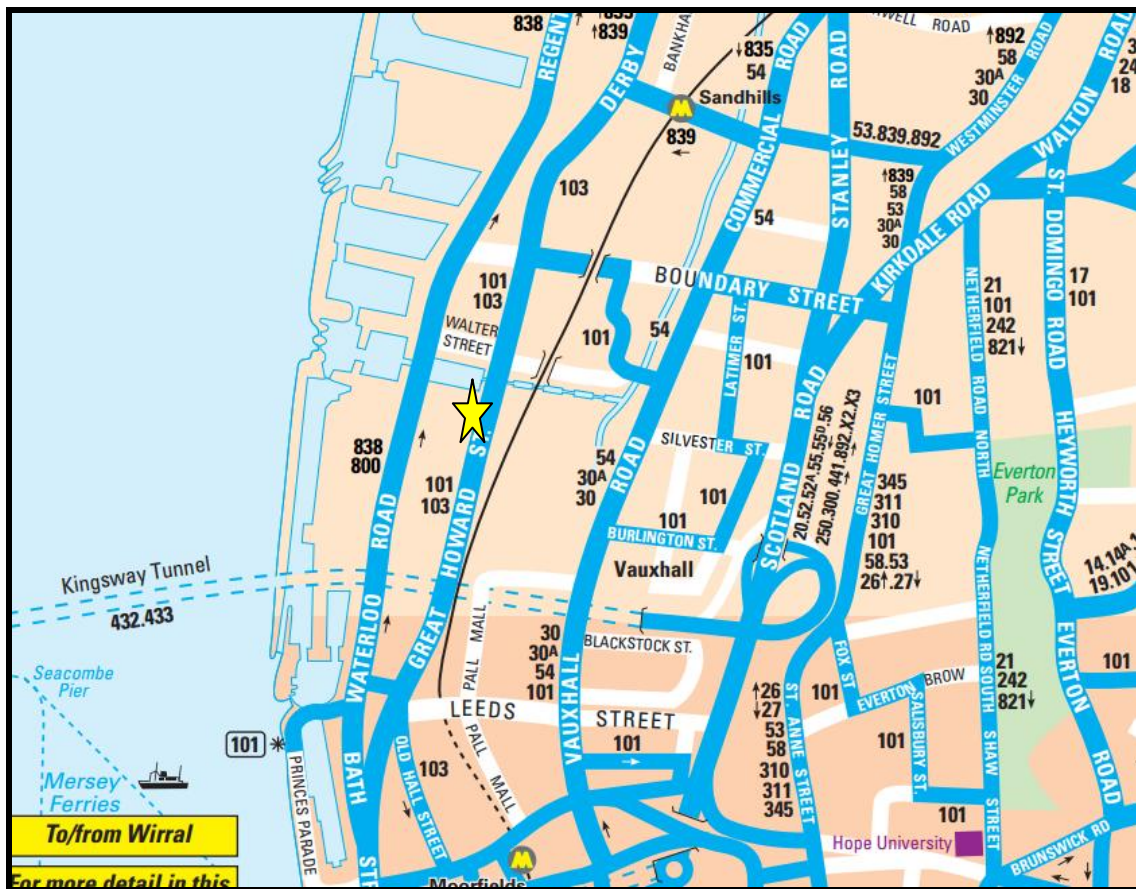 838
↑839
REGENT
DERBY
BANKHA
↓835
54
COMMERCIAL ROAD
STANLEY ROAD
WELL ROAD
↑892
58
30A
30
WESTMINSTER ROAD
WALTON ROAD
24
18
Sandhills
M
839
←
53.839.892
↑839
58
53
30A
30
KIRKDALE ROAD
ST. DOMINGO ROAD
103
54
BOUNDARY STREET
NETHERFIELD ROAD NORTH
21
101
242
821↓
17
101
101
103
WALTER
STREET
101
54
LATIMER ST.
101
SCOTLAND ROAD
GREAT HOMER STREET
101
HEYWORTH STREET
838
800
GREAT HOWARD ST.
101
103
54
30A
30
SILVESTER ST.
20.52.52A.55.55D.56
250.300.441.892.X2.X3
Everton
Park
345
311
310
101
58.53
26↑.27↓
101
101
BURLINGTON ST.
Vauxhall
WATERLOO ROAD
Kingsway Tunnel
432.433
14.14A.1
19.101
PALL MALL
30
30A
54
101
BLACKSTOCK ST.
NETHERFIELD RD SOUTH
FOX ST
Seacombe
Pier
EVERTON BROW
21
242
821↓
EVERTON ROAD
101
LEEDS STREET
VAUXHALL ROAD
↑26
↓27
53
58
310
311
345
ST. ANNE STREET
101
SALISBURY ST.
101
101
101
PRINCES PARADE
BATH ST
OLD HALL STREET
103
PALL MALL
SHAW STREET
Mersey
Ferries
101
Hope University
BRUNSWICK RD
To/from Wirral
M
Moorfields
For more detail in this